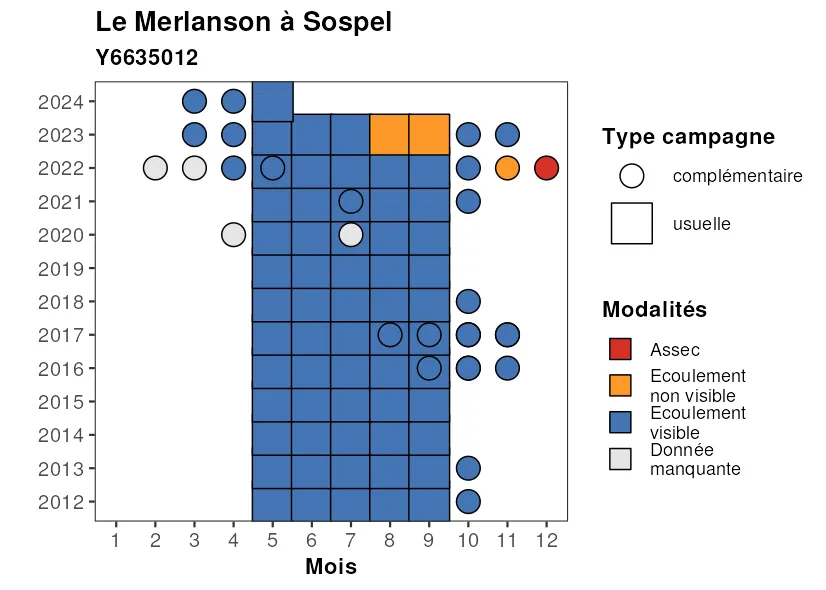 Le Merlanson à Sospel
Y6635012
2024
2023
2022
2021
2020
2019
2018
2017
2016
2015
2014
2013
2012
1 2 3 4 5 6 7 8 9 10 11 12
Mois
Type campagne
complémentaire
usuelle
Modalités
Assec
Ecoulement
non visible
Ecoulement
visible
Donnée
manquante